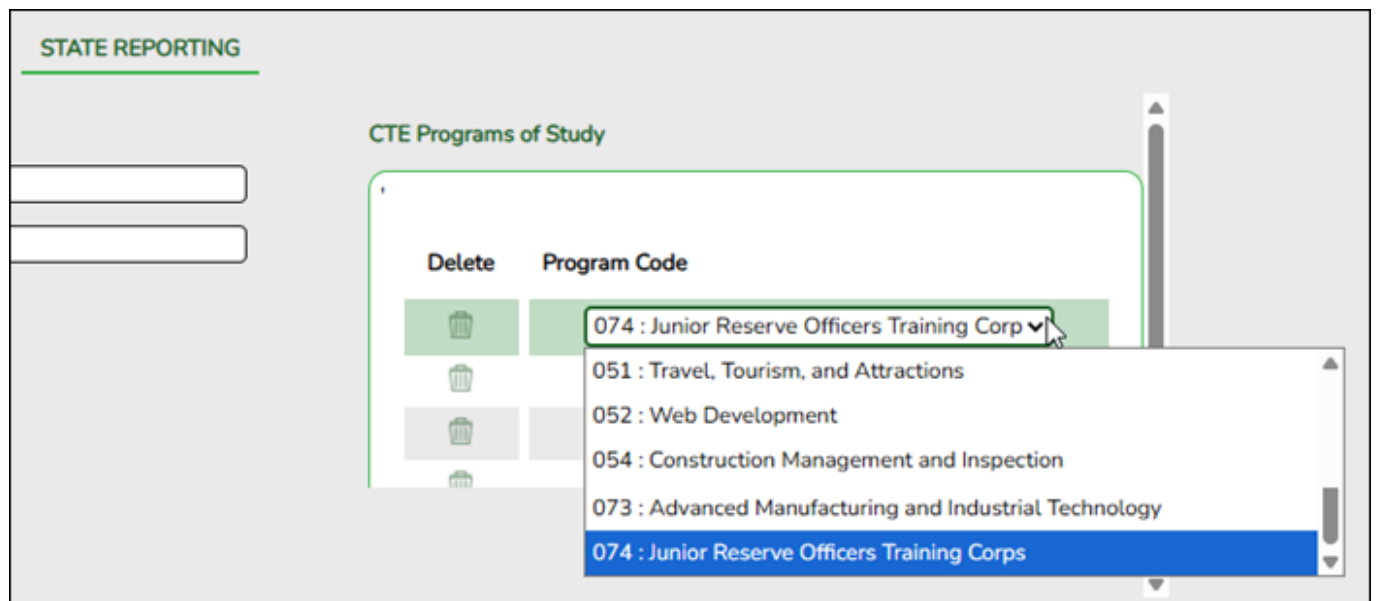 STATE REPORTING
CTE Programs of Study
'
Delete Program Code
074 : Junior Reserve Officers Training Corp
051 : Travel, Tourism, and Attractions
052 : Web Development
054 : Construction Management and Inspection
073 : Advanced Manufacturing and Industrial Technology
074 : Junior Reserve Officers Training Corps